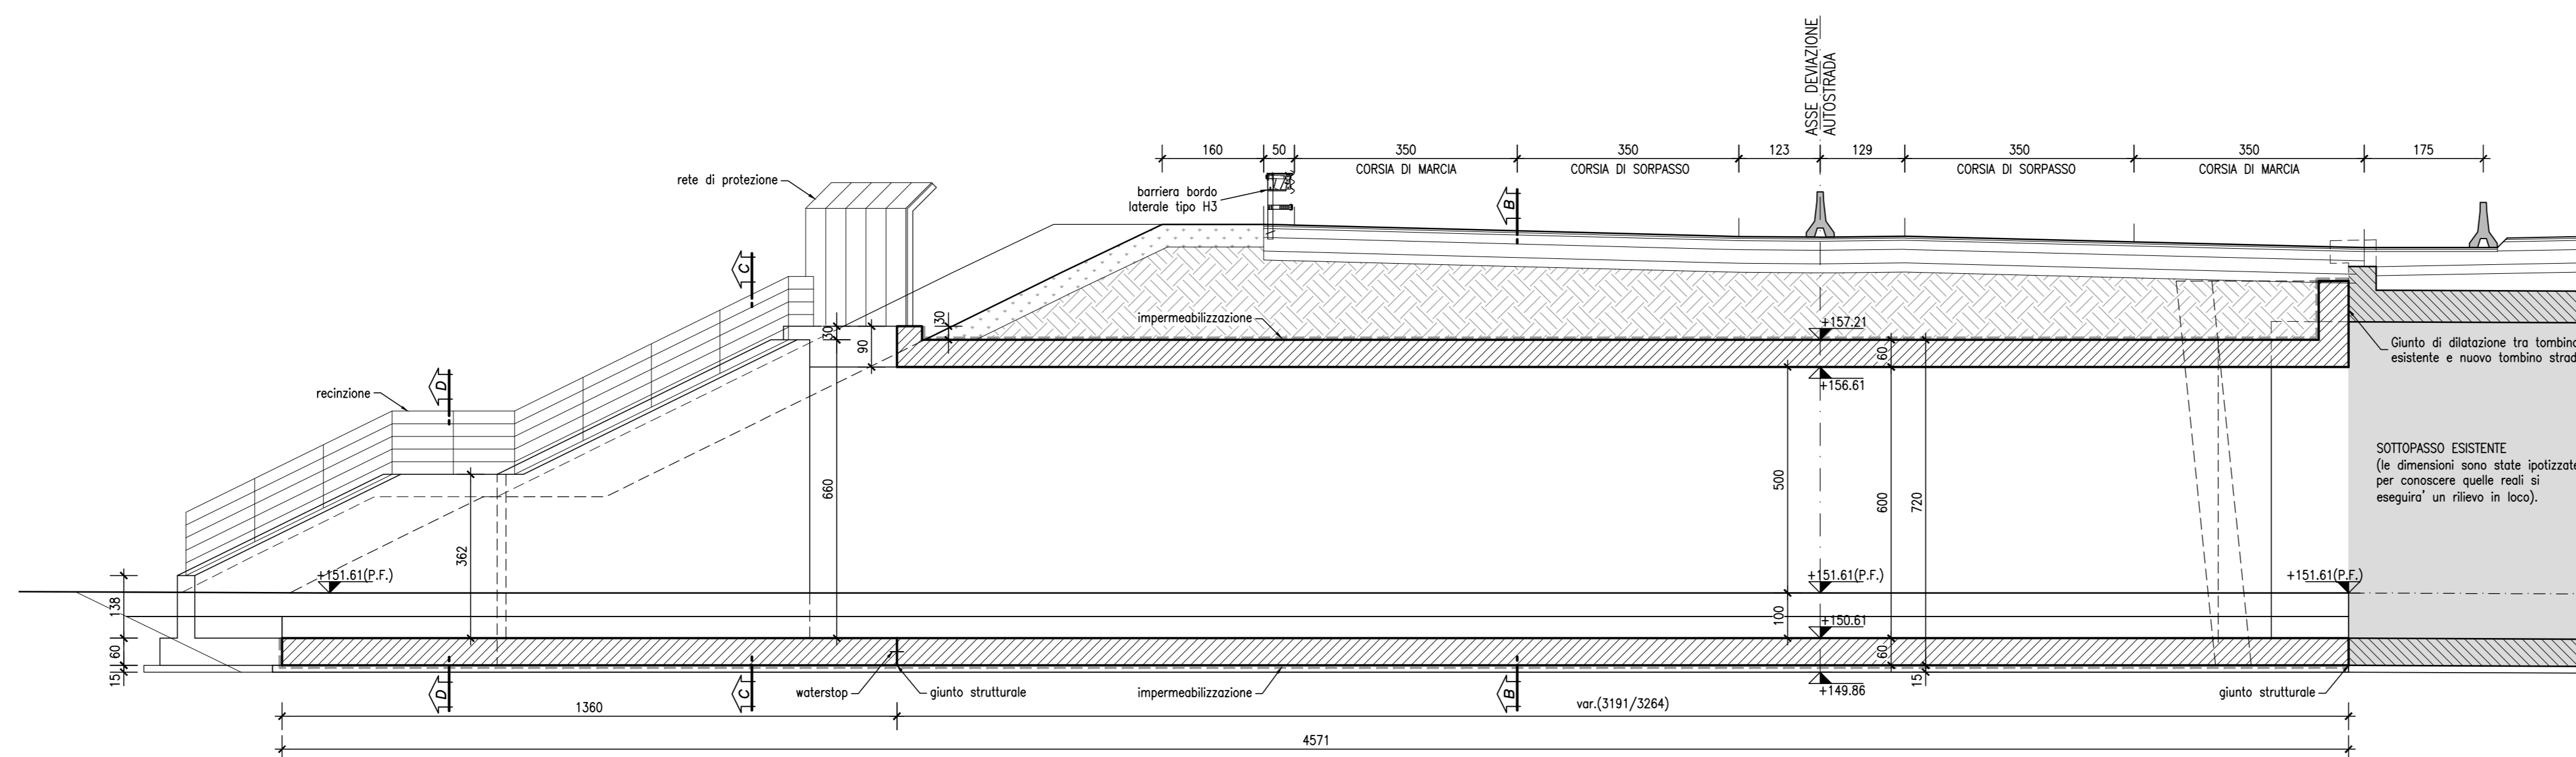 ASSE DEVIAZIONE
AUTOSTRADA
160
50
350
350
123
129
350
350
175
CORSIA DI MARCIA
CORSIA DI SORPASSO
CORSIA DI SORPASSO
CORSIA DI MARCIA
rete di protezione
barriera bordo
laterale tipo H3
B
C
30
30
90
impermeabilizzazione
+157.21
60
+156.61
Giunto di dilatazione tra tombino
esistente e nuovo tombino strad
D
recinzione
660
500
600
720
SOTTOPASSO ESISTENTE
(le dimensioni sono state ipotizzate
per conoscere quelle reali si
eseguira' un rilievo in loco).
362
+151.61(P.F.)
+151.61(P.F.)
+151.61(P.F.)
138
100
+150.61
60
60
15
15
D
C
waterstop
giunto strutturale
impermeabilizzazione
B
+149.86
giunto strutturale
1360
var.(3191/3264)
4571